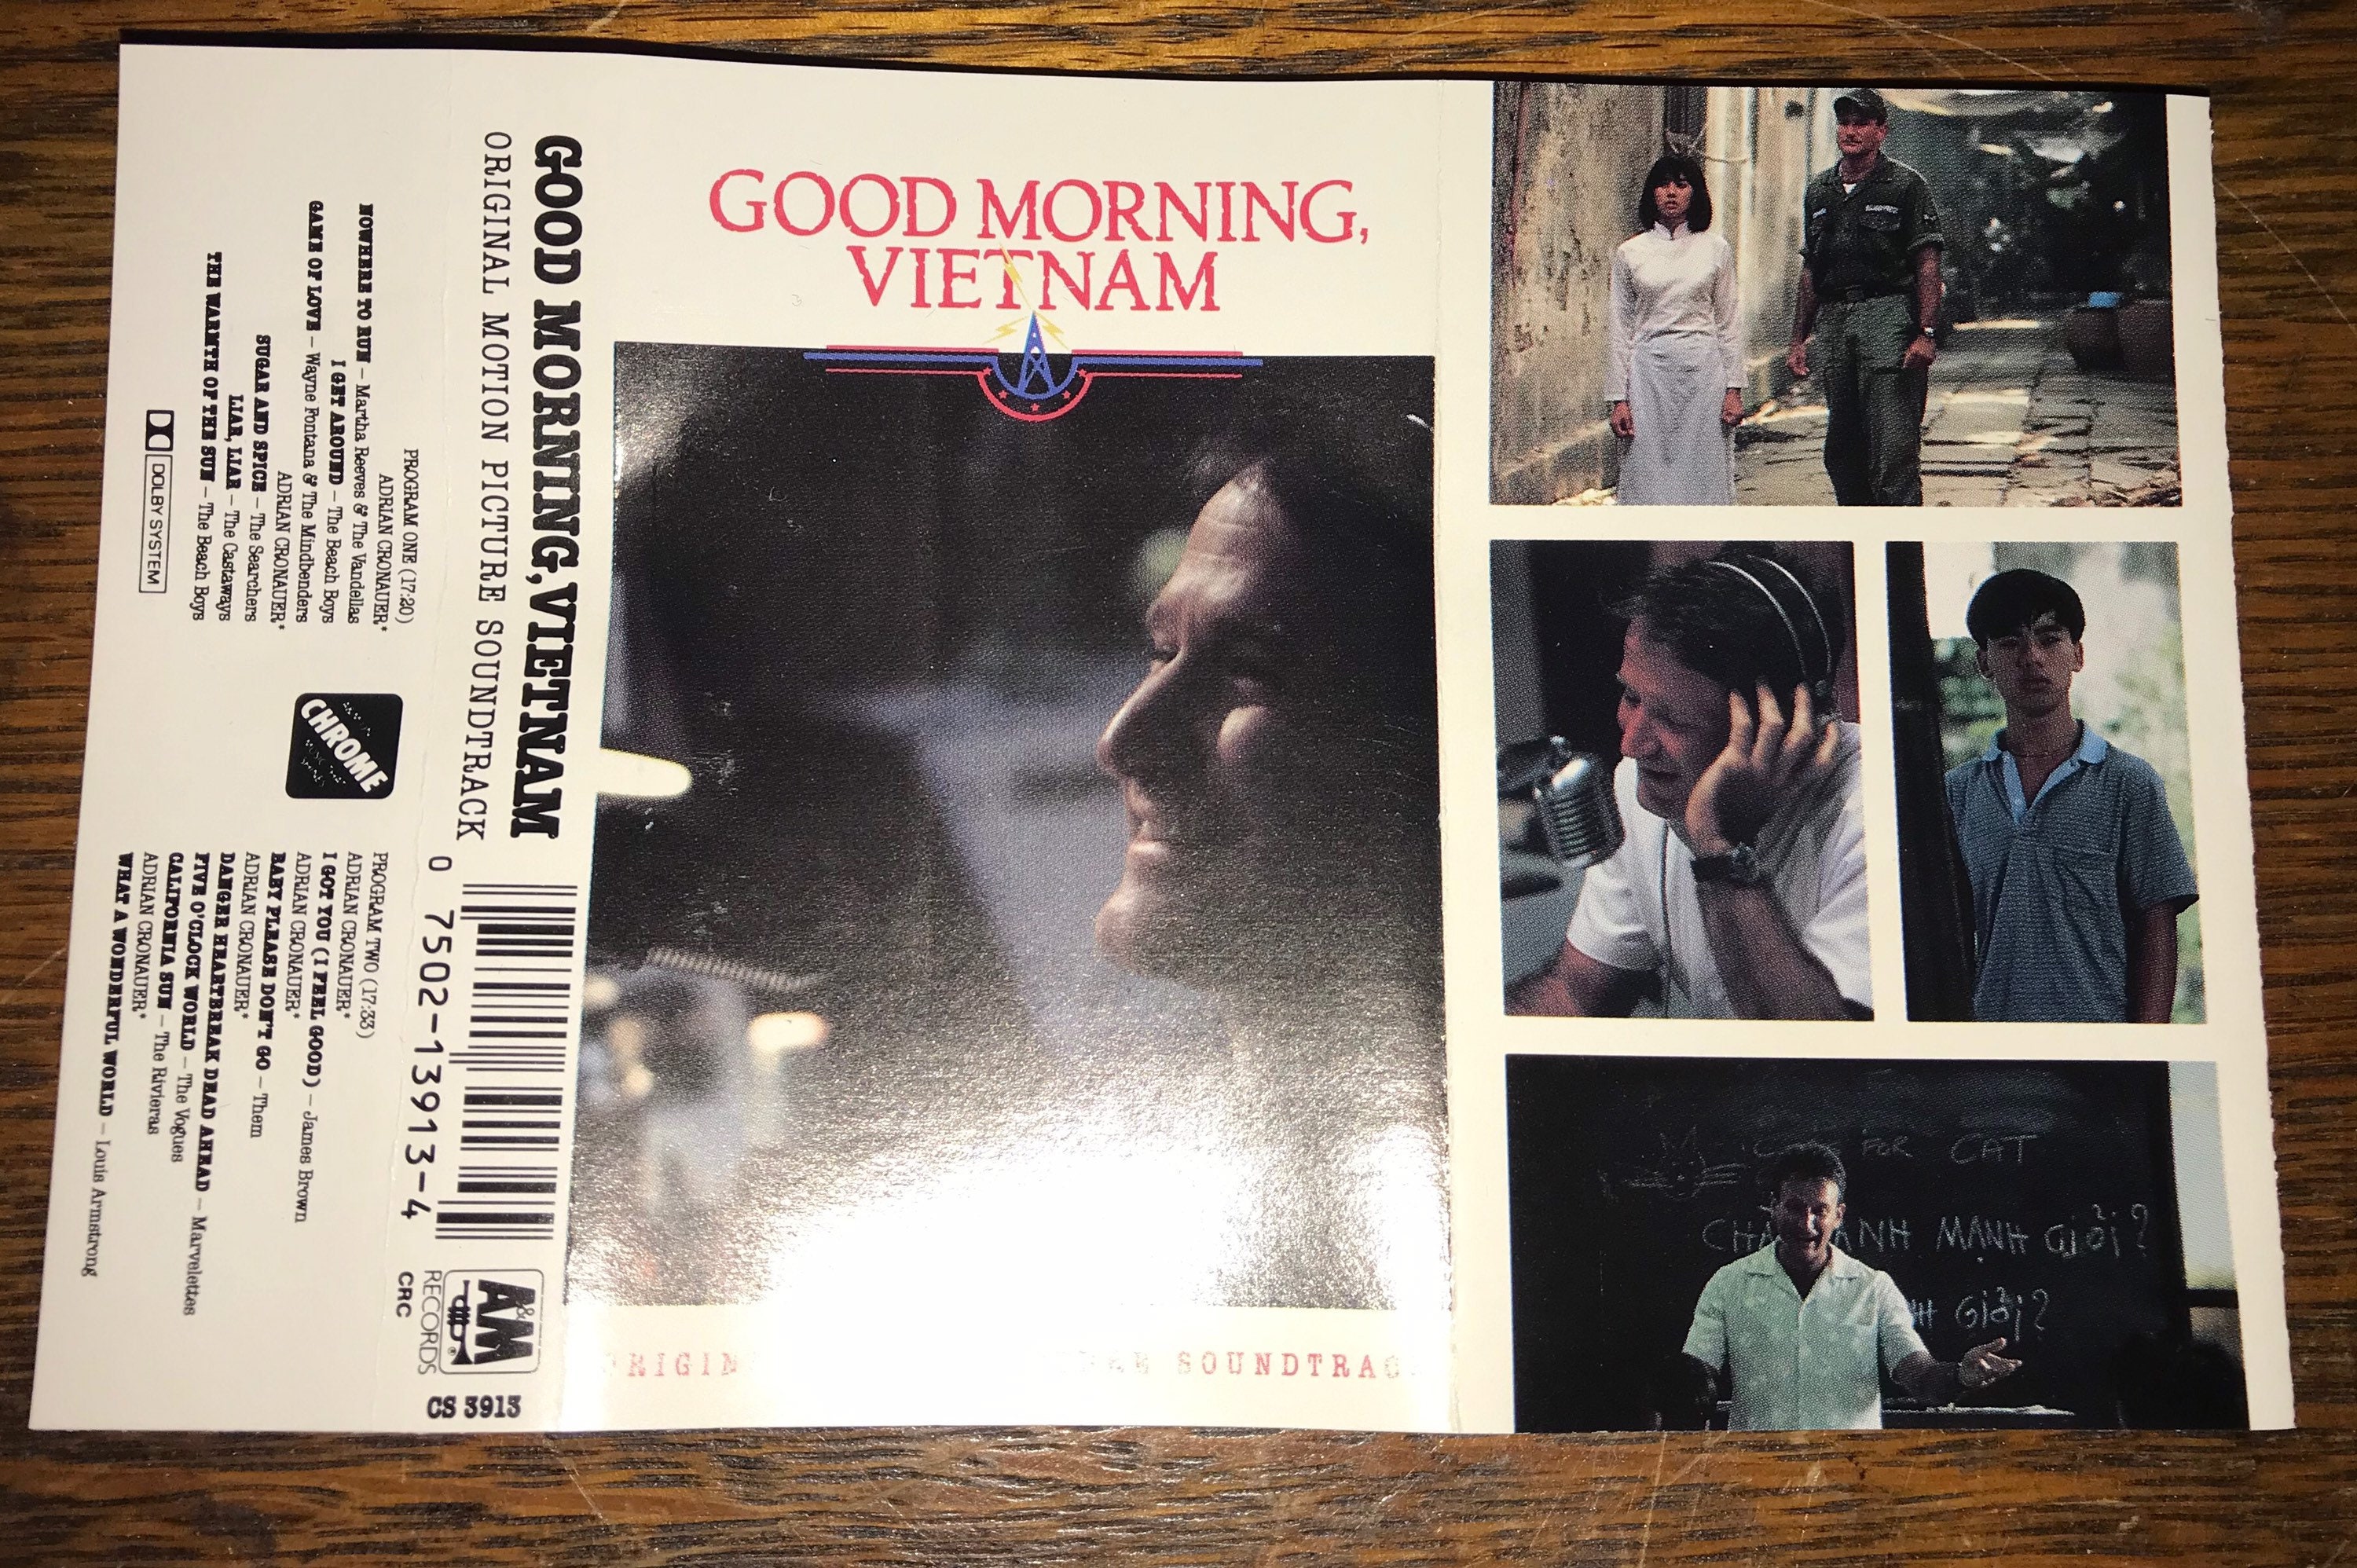 GOOD MORNING,
VIETNAM
SOUNDTRAC
GOOD MORNING, VIETNAM
ORIGINAL MOTION PICTURE SOUNDTRACK
0 7502-13913-4
A&M
RECORDS
®
CRC
CS 3913
PROGRAM ONE (17:20)
ADRIAN CRONAUER*
NOWHERE TO RUN – Martha Reeves & The Vandellas
I GET AROUND – The Beach Boys
GAME OF LOVE – Wayne Fontana & The Mindbenders
ADRIAN CRONAUER*
SUGAR AND SPICE – The Searchers
LIAR, LIAR – The Castaways
THE WARMTH OF THE SUN – The Beach Boys
DOLBY SYSTEM
CHROME
PROGRAM TWO (17:33)
ADRIAN CRONAUER*
I GOT YOU (I FEEL GOOD) – James Brown
ADRIAN CRONAUER*
BABY PLEASE DON'T GO – Them
ADRIAN CRONAUER*
DANGER HEARTBREAK DEAD AHEAD – Marvelettes
FIVE O'CLOCK WORLD – The Vogues
CALIFORNIA SUN – The Rivieras
ADRIAN CRONAUER*
WHAT A WONDERFUL WORLD – Louis Armstrong
FOR CAT
MẠNH GIỎI?
GIỎI?